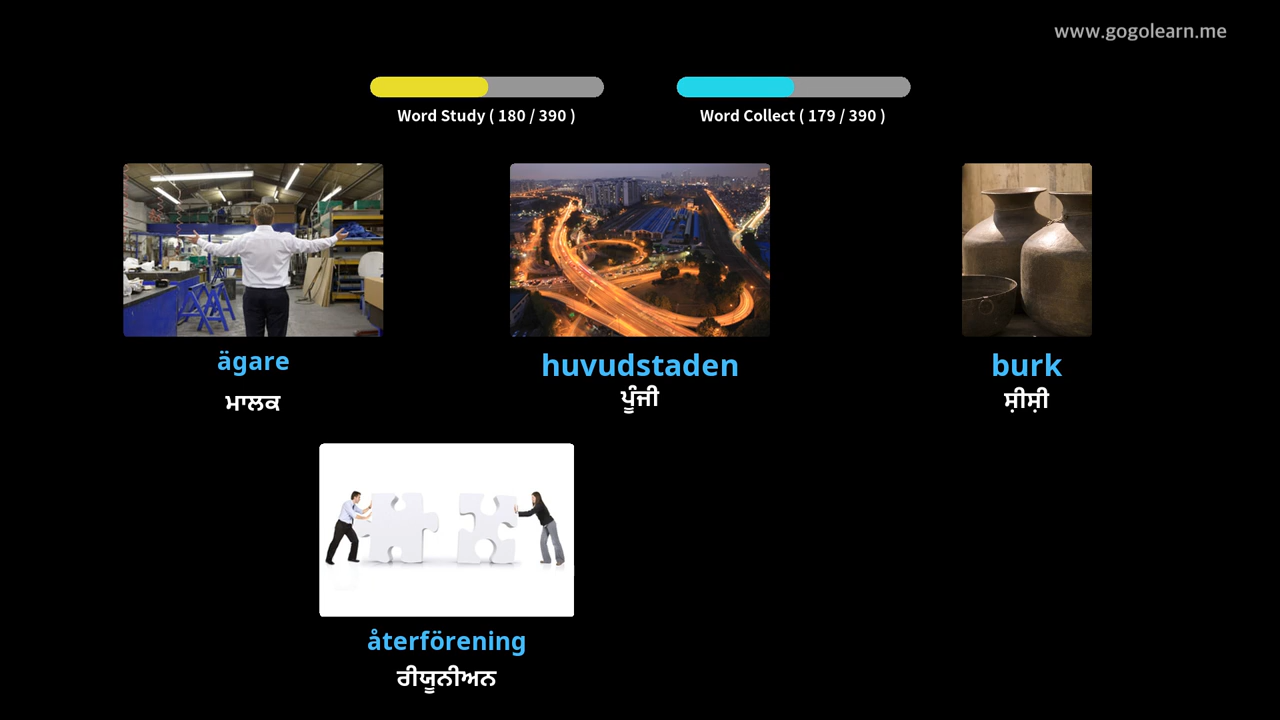 www.gogolearn.me
Word Study ( 180 / 390 )
Word Collect ( 179 / 390 )
ägare
ਮਾਲਕ
huvudstaden
ਪੂੰਜੀ
burk
ਸ਼ੀਸ਼ੀ
återförening
ਰੀਯੂਨੀਅਨ